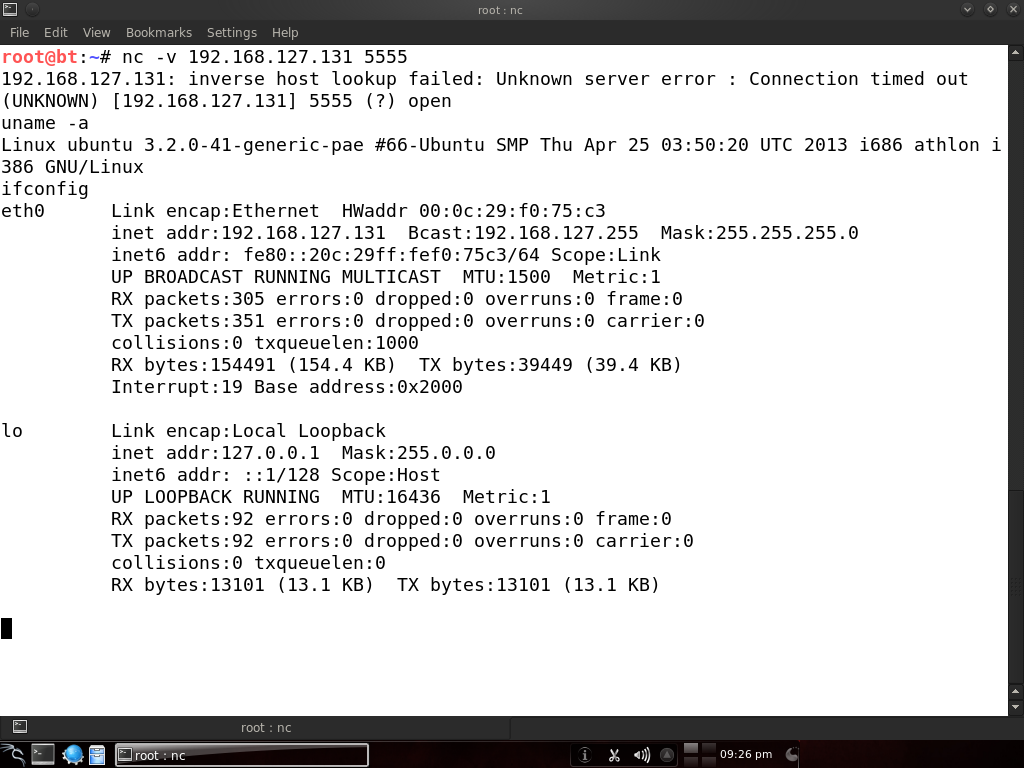 root : nc
File Edit View Bookmarks Settings Help
root@bt:~# nc -v 192.168.127.131 5555
192.168.127.131: inverse host lookup failed: Unknown server error : Connection timed out
(UNKNOWN) [192.168.127.131] 5555 (?) open
uname -a
Linux ubuntu 3.2.0-41-generic-pae #66-Ubuntu SMP Thu Apr 25 03:50:20 UTC 2013 i686 athlon i
386 GNU/Linux
ifconfig
eth0      Link encap:Ethernet  HWaddr 00:0c:29:f0:75:c3
          inet addr:192.168.127.131  Bcast:192.168.127.255  Mask:255.255.255.0
          inet6 addr: fe80::20c:29ff:fef0:75c3/64 Scope:Link
          UP BROADCAST RUNNING MULTICAST  MTU:1500  Metric:1
          RX packets:305 errors:0 dropped:0 overruns:0 frame:0
          TX packets:351 errors:0 dropped:0 overruns:0 carrier:0
          collisions:0 txqueuelen:1000
          RX bytes:154491 (154.4 KB)  TX bytes:39449 (39.4 KB)
          Interrupt:19 Base address:0x2000
lo        Link encap:Local Loopback
          inet addr:127.0.0.1  Mask:255.0.0.0
          inet6 addr: ::1/128 Scope:Host
          UP LOOPBACK RUNNING  MTU:16436  Metric:1
          RX packets:92 errors:0 dropped:0 overruns:0 frame:0
          TX packets:92 errors:0 dropped:0 overruns:0 carrier:0
          collisions:0 txqueuelen:0
          RX bytes:13101 (13.1 KB)  TX bytes:13101 (13.1 KB)
root : nc
root : nc
09:26 pm